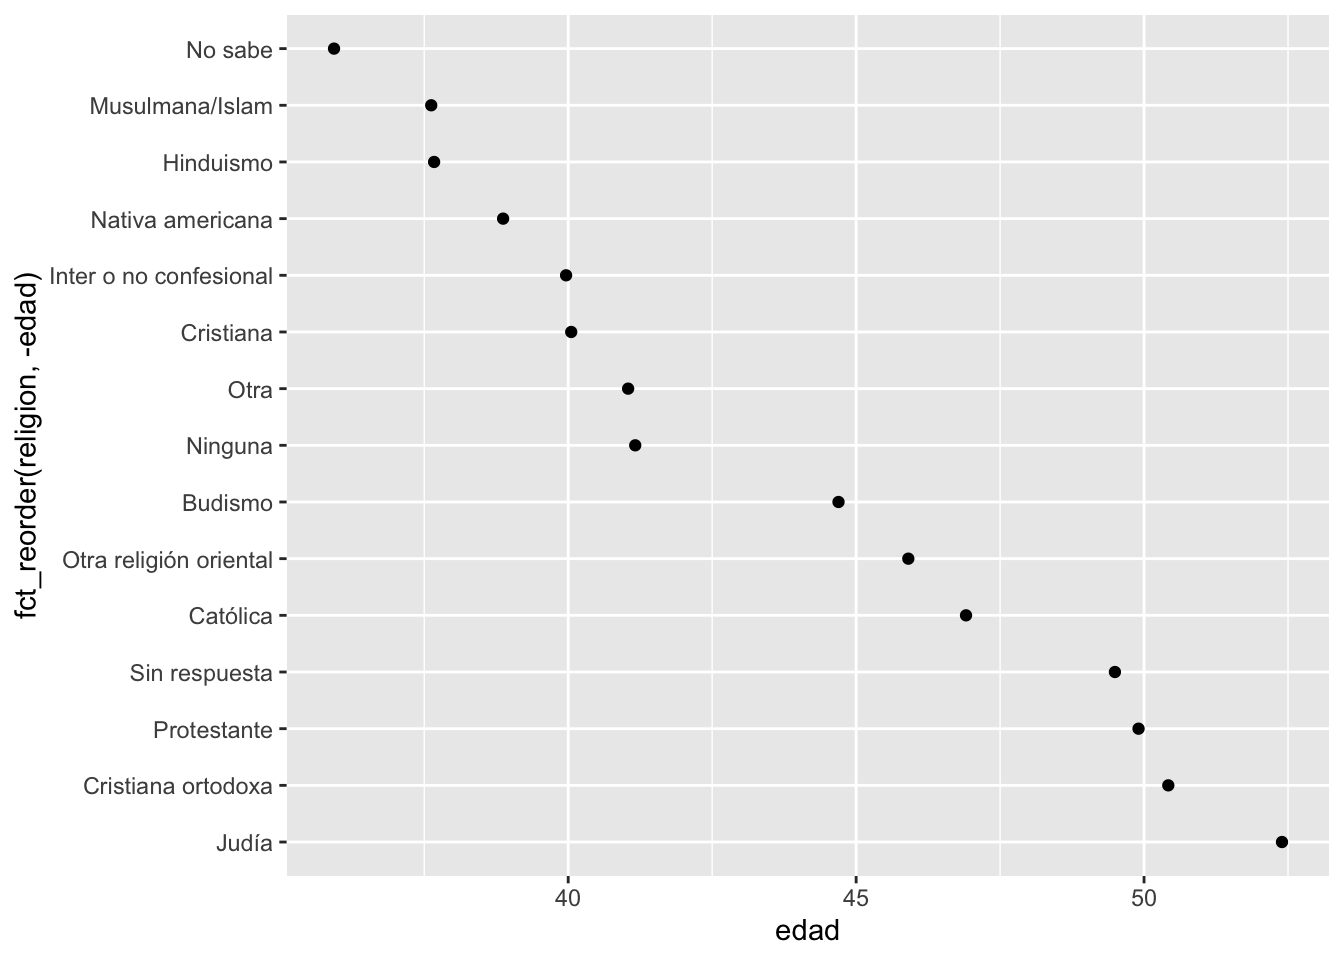 No sabe
Musulmana/Islam
Hinduismo
Nativa americana
Inter o no confesional
Cristiana
Otra
Ninguna
Budismo
Otra religión oriental
Católica
Sin respuesta
Protestante
Cristiana ortodoxa
Judía
fct_reorder(religion, -edad)
40 45 50
edad